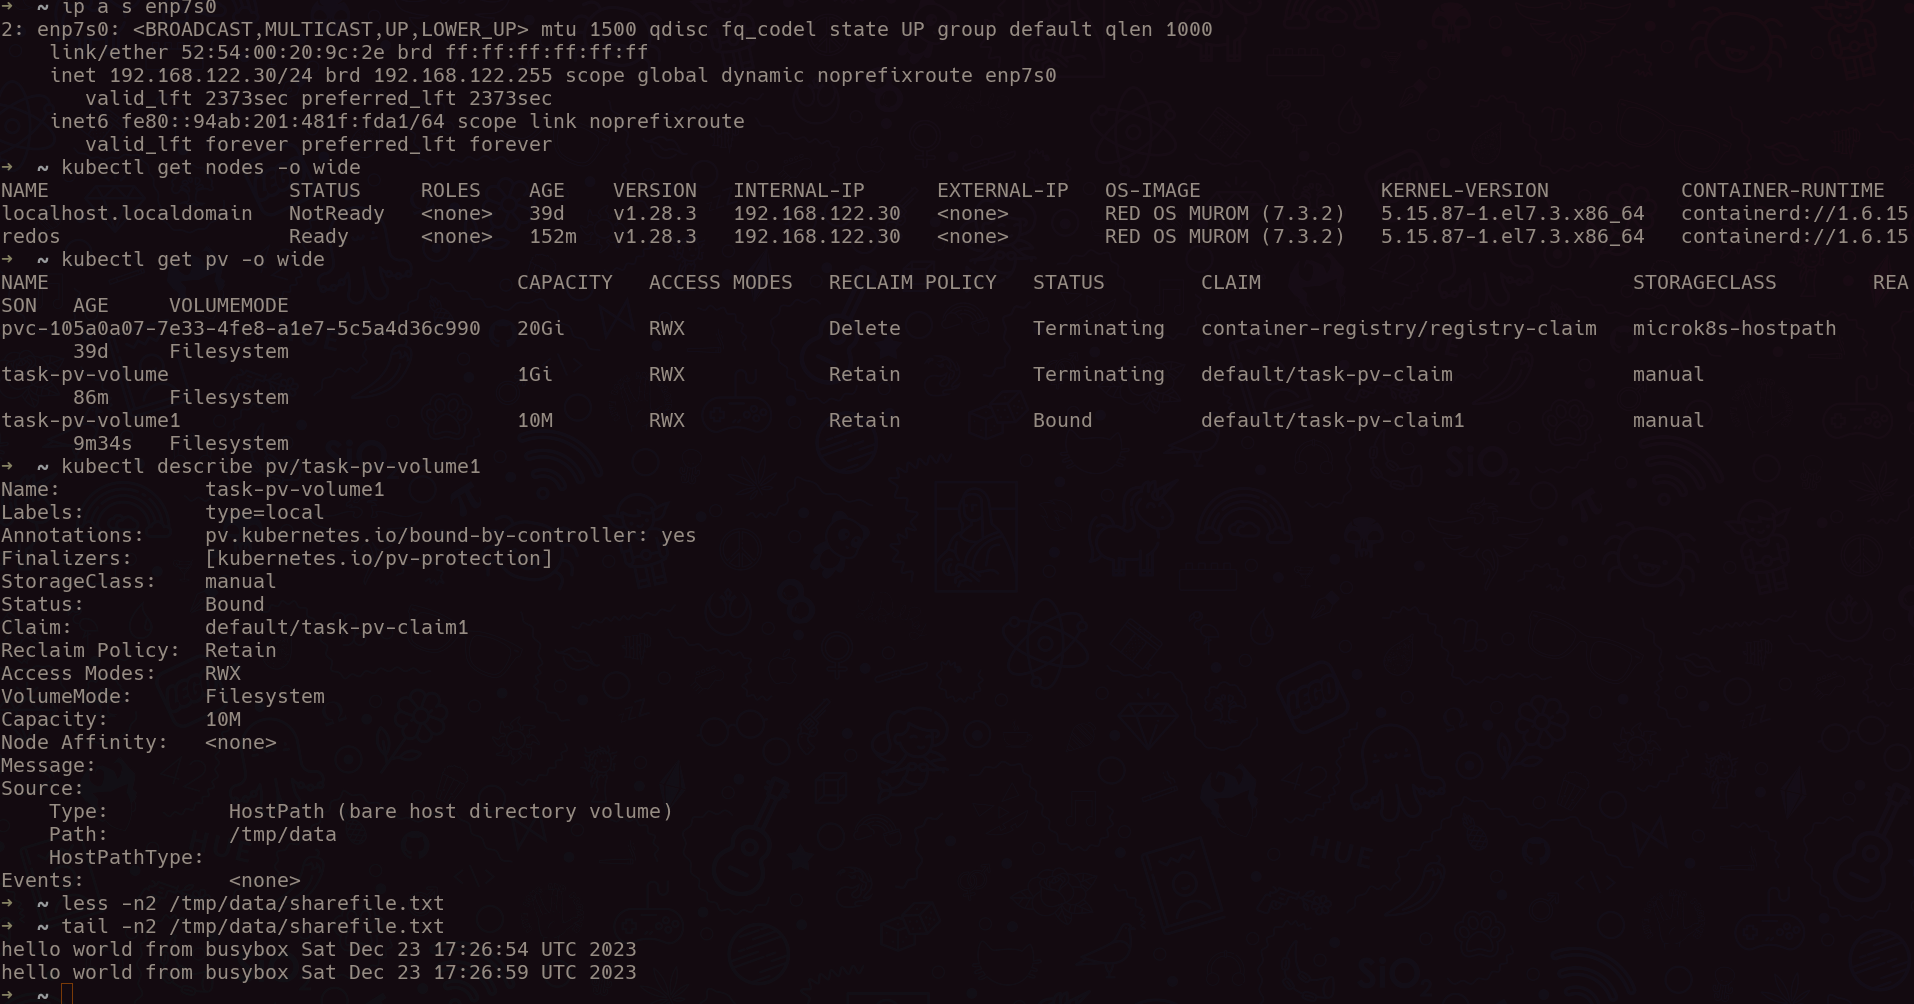 →  ~ ip a s enp7s0
2: enp7s0: <BROADCAST,MULTICAST,UP,LOWER_UP> mtu 1500 qdisc fq_codel state UP group default qlen 1000
    link/ether 52:54:00:20:9c:2e brd ff:ff:ff:ff:ff:ff
    inet 192.168.122.30/24 brd 192.168.122.255 scope global dynamic noprefixroute enp7s0
       valid_lft 2373sec preferred_lft 2373sec
    inet6 fe80::94ab:201:481f:fda1/64 scope link noprefixroute
       valid_lft forever preferred_lft forever
→  ~ kubectl get nodes -o wide
NAME                    STATUS     ROLES    AGE    VERSION   INTERNAL-IP      EXTERNAL-IP   OS-IMAGE               KERNEL-VERSION           CONTAINER-RUNTIME
localhost.localdomain   NotReady   <none>   39d    v1.28.3   192.168.122.30   <none>        RED OS MUROM (7.3.2)   5.15.87-1.el7.3.x86_64   containerd://1.6.15
redos                   Ready      <none>   152m   v1.28.3   192.168.122.30   <none>        RED OS MUROM (7.3.2)   5.15.87-1.el7.3.x86_64   containerd://1.6.15
→  ~ kubectl get pv -o wide
NAME                                       CAPACITY   ACCESS MODES   RECLAIM POLICY   STATUS        CLAIM                               STORAGECLASS        REA
SON   AGE     VOLUMEMODE
pvc-105a0a07-7e33-4fe8-a1e7-5c5a4d36c990   20Gi       RWX            Delete           Terminating   container-registry/registry-claim   microk8s-hostpath
      39d     Filesystem
task-pv-volume                             1Gi        RWX            Retain           Terminating   default/task-pv-claim               manual
      86m     Filesystem
task-pv-volume1                            10M        RWX            Retain           Bound         default/task-pv-claim1              manual
      9m34s   Filesystem
→  ~ kubectl describe pv/task-pv-volume1
Name:            task-pv-volume1
Labels:          type=local
Annotations:     pv.kubernetes.io/bound-by-controller: yes
Finalizers:      [kubernetes.io/pv-protection]
StorageClass:    manual
Status:          Bound
Claim:           default/task-pv-claim1
Reclaim Policy:  Retain
Access Modes:    RWX
VolumeMode:      Filesystem
Capacity:        10M
Node Affinity:   <none>
Message:
Source:
    Type:          HostPath (bare host directory volume)
    Path:          /tmp/data
    HostPathType:
Events:            <none>
→  ~ less -n2 /tmp/data/sharefile.txt
→  ~ tail -n2 /tmp/data/sharefile.txt
hello world from busybox Sat Dec 23 17:26:54 UTC 2023
hello world from busybox Sat Dec 23 17:26:59 UTC 2023
→  ~